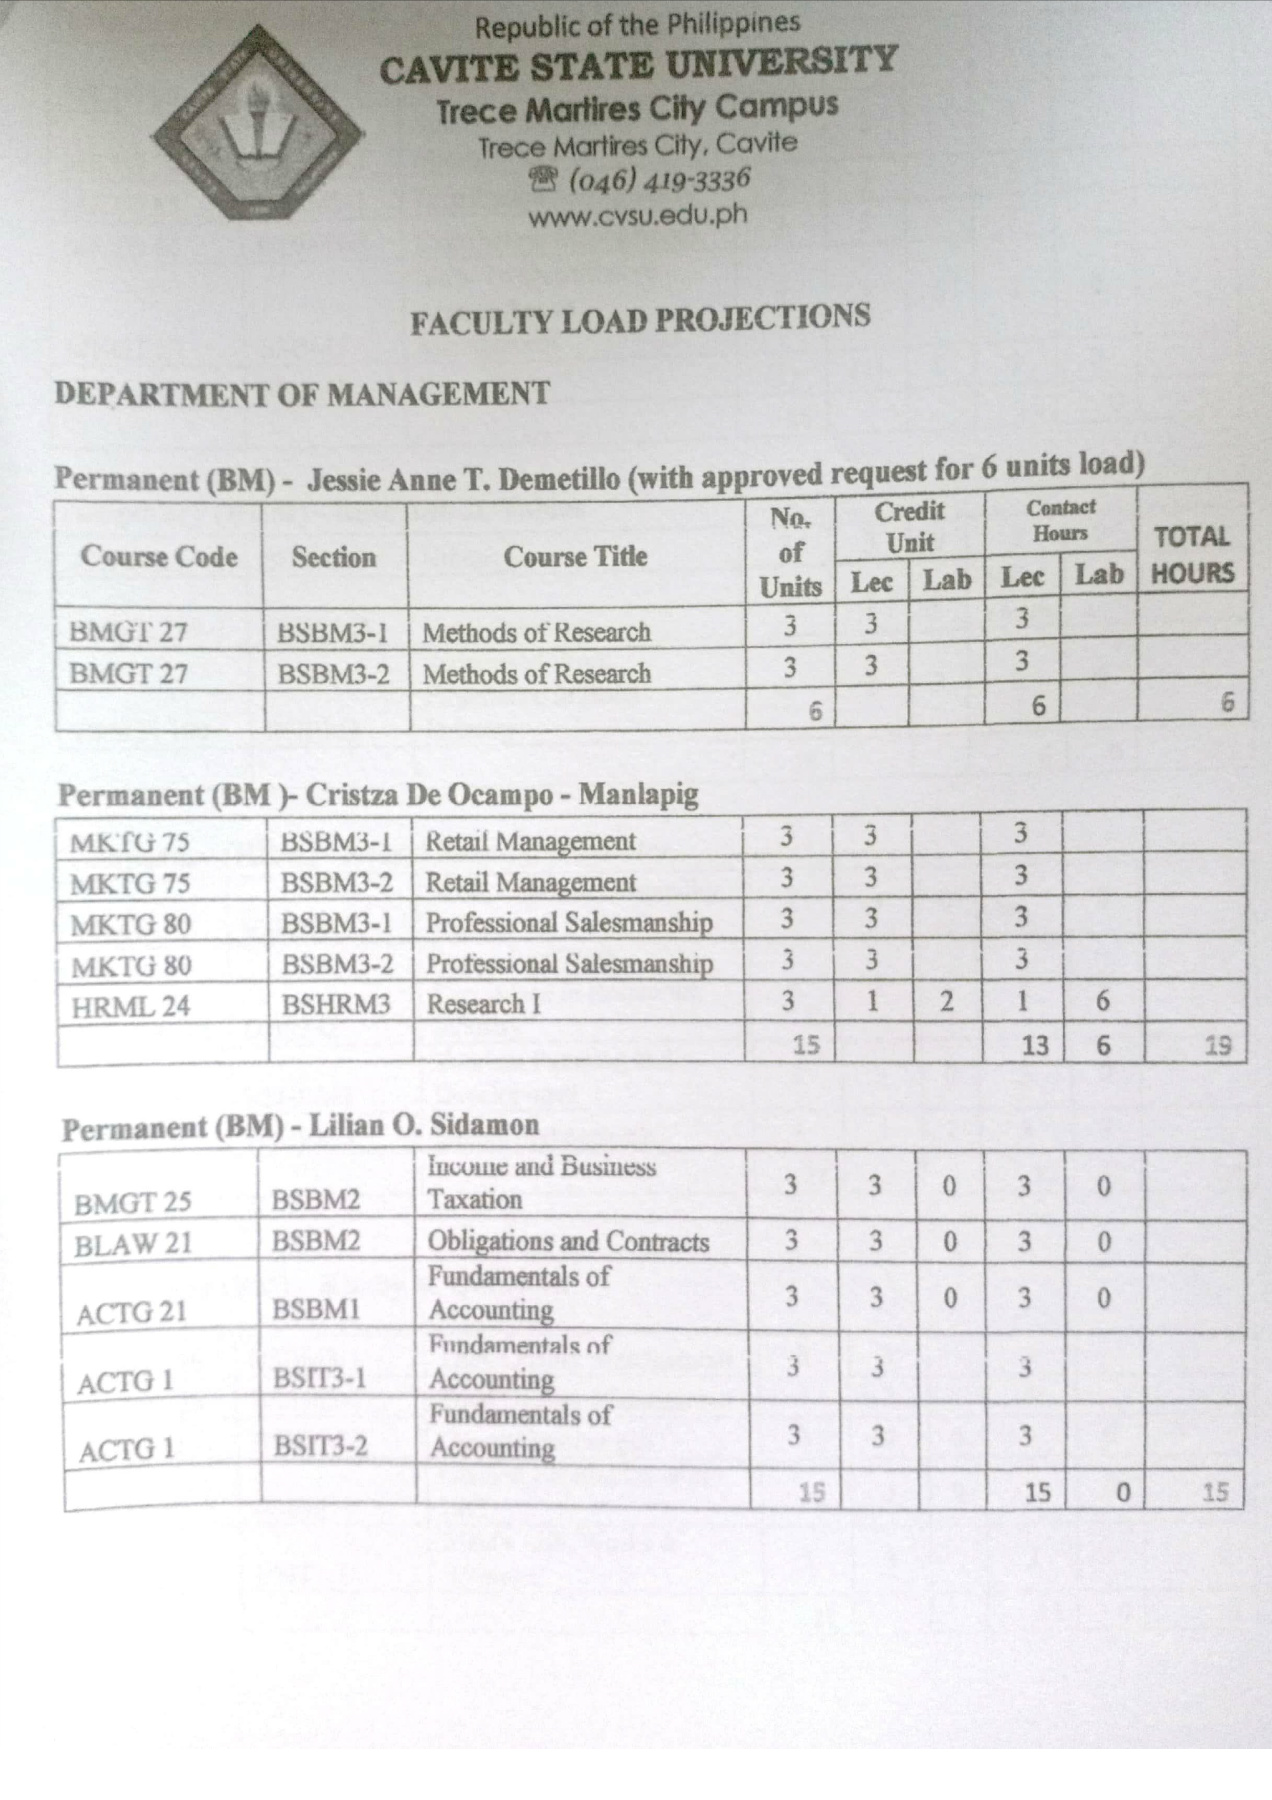 Republic of the Philippines
CAVITE STATE UNIVERSITY
Trece Martires City Campus
Trece Martires City, Cavite
☏ (046) 419-3336
www.cvsu.edu.ph
FACULTY LOAD PROJECTIONS
DEPARTMENT OF MANAGEMENT
Permanent (BM) - Jessie Anne T. Demetillo (with approved request for 6 units load)
Course Code Section Course Title No. of Units Credit Unit Contact Hours TOTAL HOURS
Lec Lab Lec Lab
BMGT 27 BSBM3-1 Methods of Research 3 3 3
BMGT 27 BSBM3-2 Methods of Research 3 3 3
6 6 6
Permanent (BM )- Cristza De Ocampo - Manlapig
MKTG 75 BSBM3-1 Retail Management 3 3 3
MKTG 75 BSBM3-2 Retail Management 3 3 3
MKTG 80 BSBM3-1 Professional Salesmanship 3 3 3
MKTG 80 BSBM3-2 Professional Salesmanship 3 3 3
HRML 24 BSHRM3 Research I 3 1 2 1 6
15 13 6 19
Permanent (BM) - Lilian O. Sidamon
Income and Business
BMGT 25 BSBM2 Taxation 3 3 0 3 0
BLAW 21 BSBM2 Obligations and Contracts 3 3 0 3 0
Fundamentals of
ACTG 21 BSBM1 Accounting 3 3 0 3 0
Fundamentals of
ACTG 1 BSIT3-1 Accounting 3 3 3
Fundamentals of
ACTG 1 BSIT3-2 Accounting 3 3 3
15 15 0 15